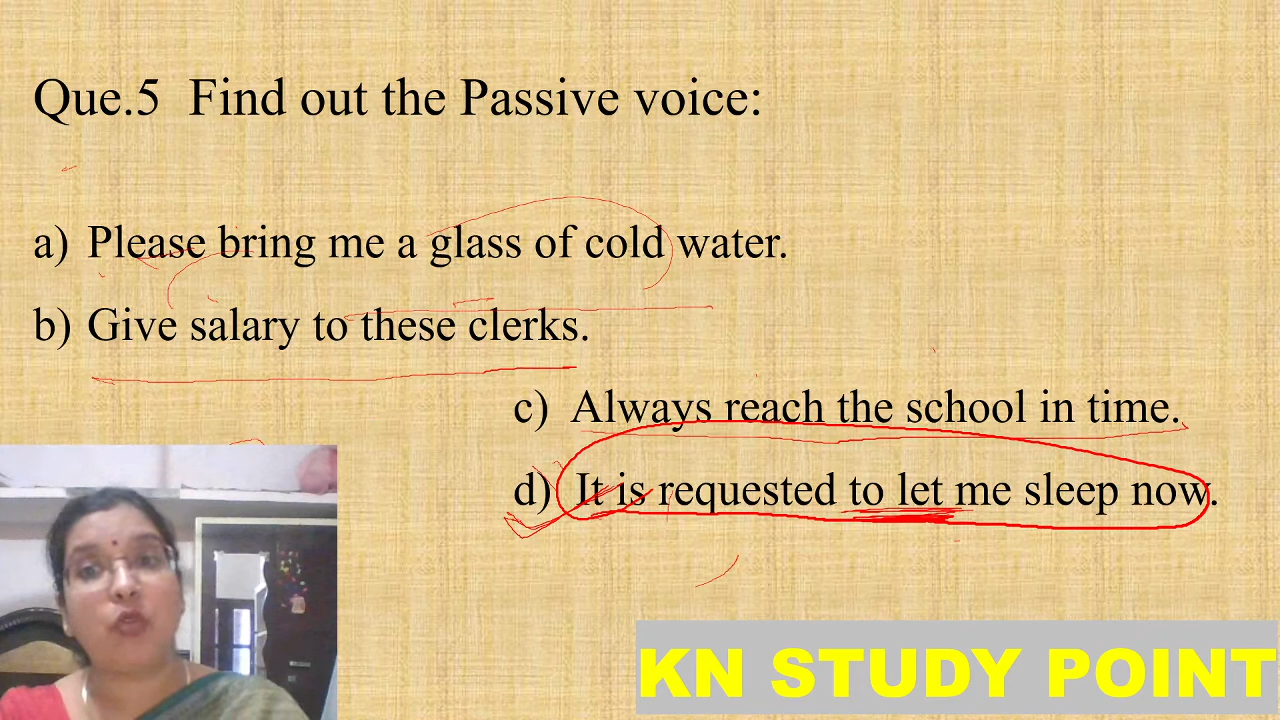 Que.5 Find out the Passive voice:
a) Please bring me a glass of cold water.
b) Give salary to these clerks.
c) Always reach the school in time.
d) It is requested to let me sleep now.
KN STUDY POINT